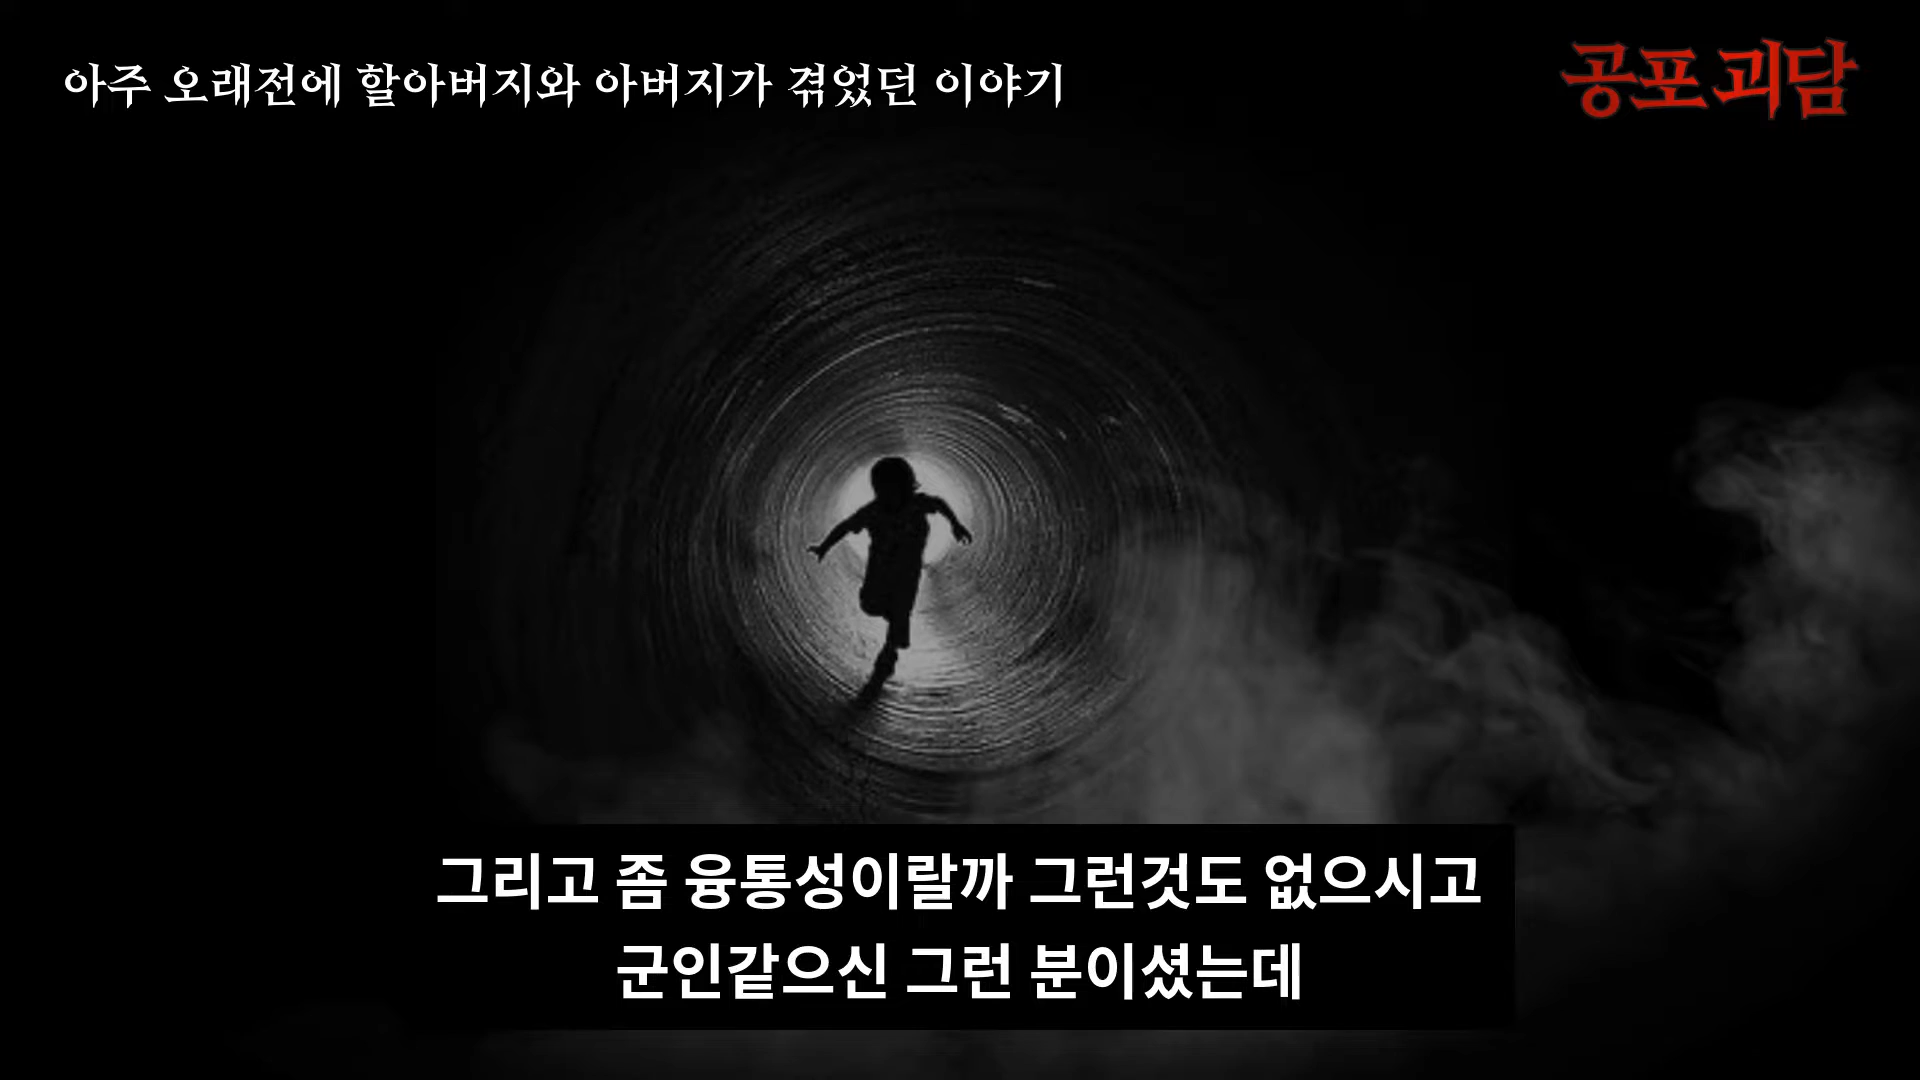 아주 오래전에 할아버지와 아버지가 겪었던 이야기
공포괴담
그리고 좀 융통성이랄까 그런것도 없으시고
군인같으신 그런 분이셨는데